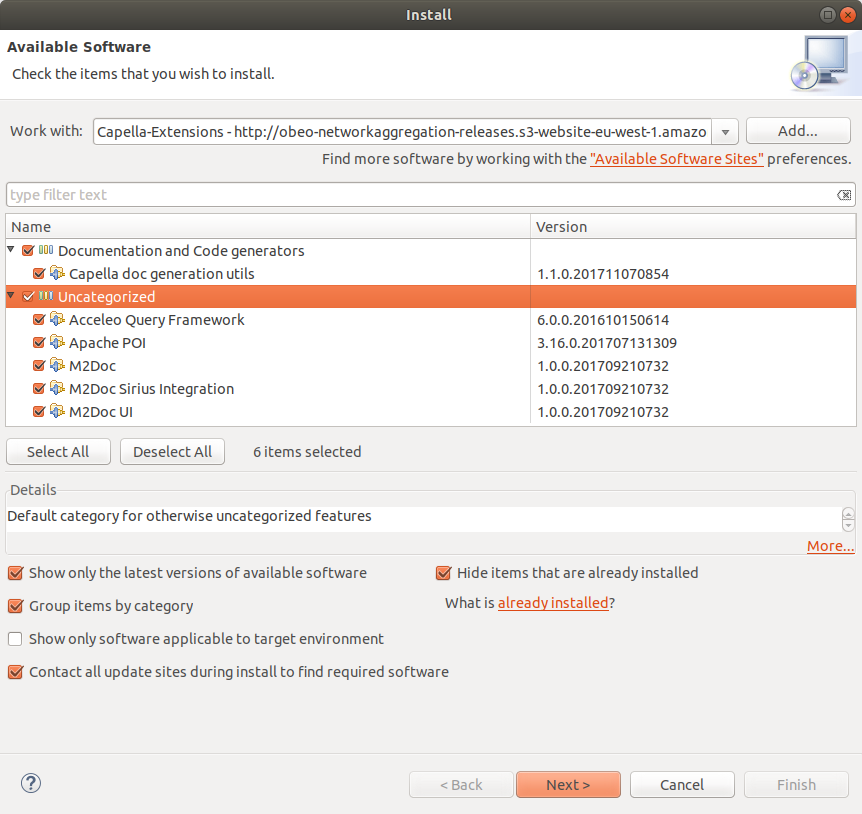 Install
Available Software
Check the items that you wish to install.
Work with: Capella-Extensions - http://obeo-networkaggregation-releases.s3-website-eu-west-1.amazo Add...
Find more software by working with the "Available Software Sites" preferences.
type filter text
Name Version
Documentation and Code generators
Capella doc generation utils 1.1.0.201711070854
Uncategorized
Acceleo Query Framework 6.0.0.201610150614
Apache POI 3.16.0.201707131309
M2Doc 1.0.0.201709210732
M2Doc Sirius Integration 1.0.0.201709210732
M2Doc UI 1.0.0.201709210732
Select All Deselect All 6 items selected
Details
Default category for otherwise uncategorized features
More...
Show only the latest versions of available software Hide items that are already installed
Group items by category What is already installed?
Show only software applicable to target environment
Contact all update sites during install to find required software
? < Back Next > Cancel Finish